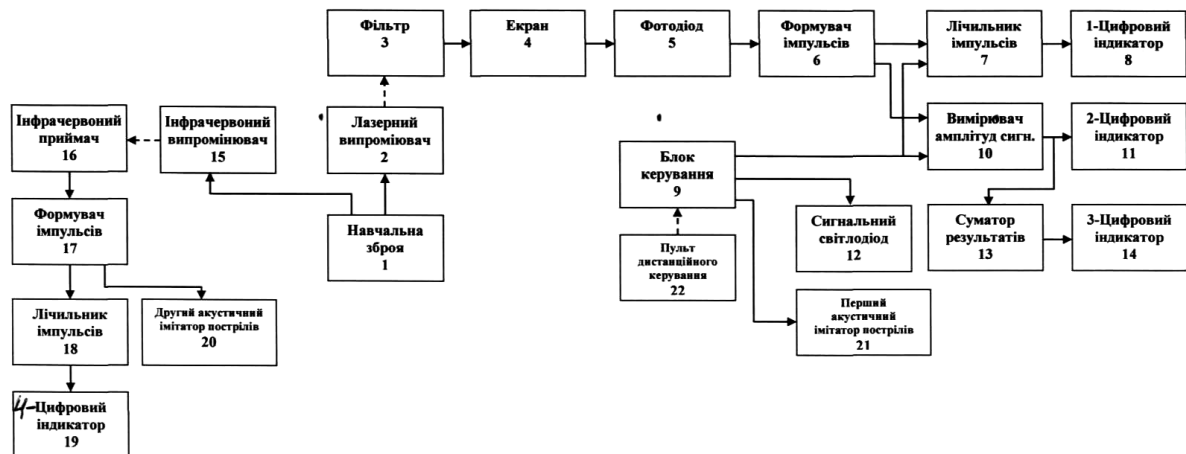 Фільтр
3
Екран
4
Фотодіод
5
Формувач
імпульсів
6
Лічильник
імпульсів
7
1-Цифровий
індикатор
8
Інфрачервоний
приймач
16
Інфрачервоний
випромінювач
15
Лазерний
випроміювач
2
Блок
керування
9
Вимірювач
амплітуд сигн.
10
2-Цифровий
індикатор
11
Формувач
імпульсів
17
Навчальна
зброя
1
Пульт
дистанційного
керування
22
Сигнальний
світлодіод
12
Суматор
результатів
13
3-Цифровий
індикатор
14
Лічильник
імпульсів
18
Другий акустичний
імітатор пострілів
20
Перший
акустичний
імітатор пострілів
21
4-Цифровий
індикатор
19